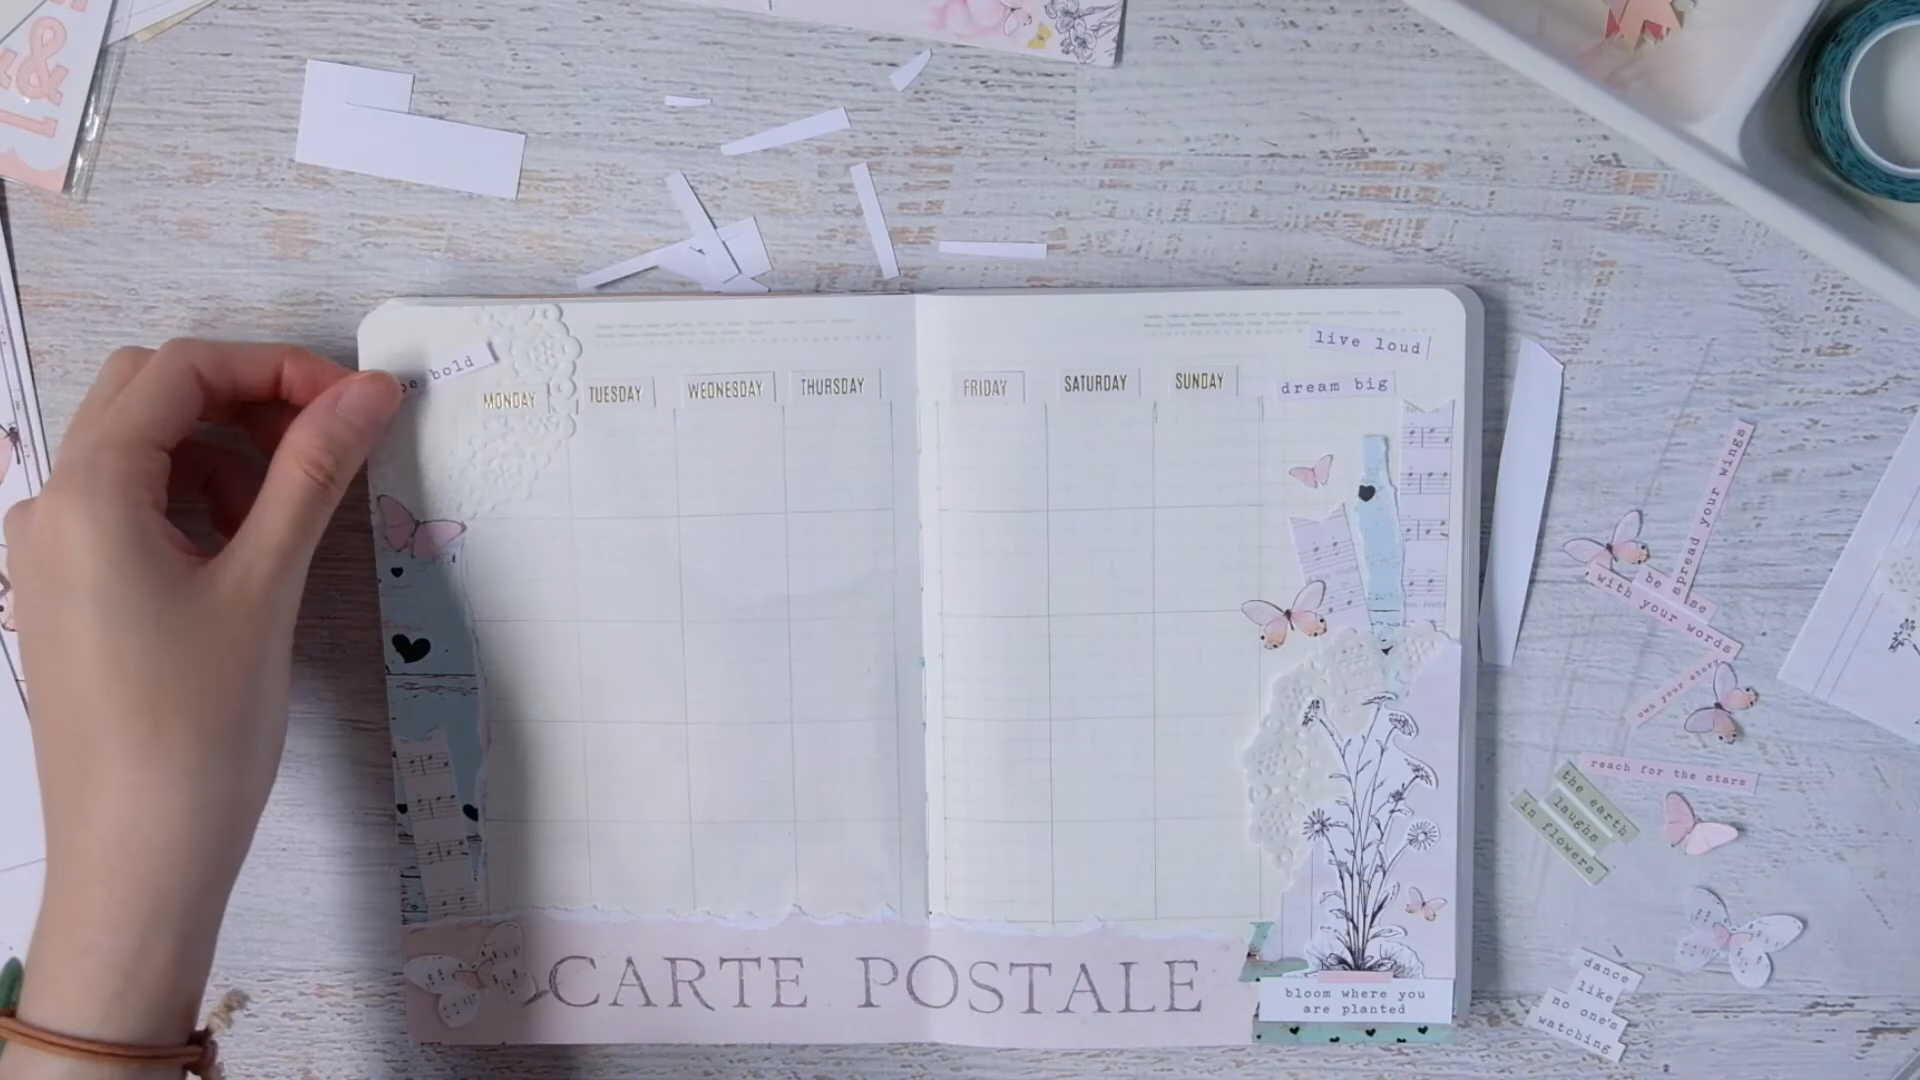 &
be bold
MONDAY
TUESDAY
WEDNESDAY
THURSDAY
FRIDAY
SATURDAY
SUNDAY
live loud
dream big
spread your wings
be
with your words
own your story
reach for the stars
the earth
laughs
in flowers
dance
like
no one's
watching
CARTE POSTALE
bloom where you
are planted